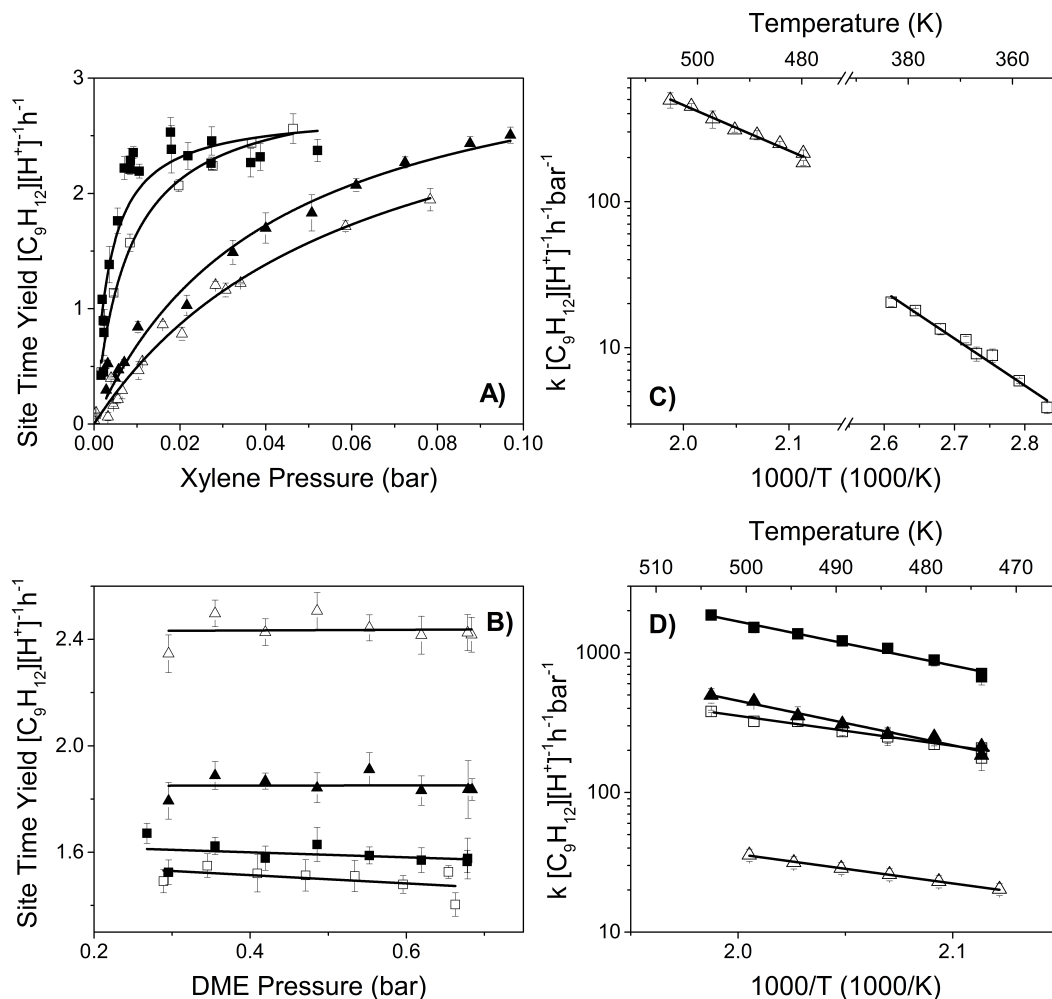 3
2
1
0
0.00 0.02 0.04 0.06 0.08 0.10
Site Time Yield [C₉H₁₂][H⁺]⁻¹h⁻¹
Xylene Pressure (bar)
A)
Temperature (K)
500 480 380 360
100
10
k [C₉H₁₂][H⁺]⁻¹h⁻¹bar⁻¹
C)
2.0 2.1 2.6 2.7 2.8
1000/T (1000/K)
2.4
2.0
1.6
Site Time Yield [C₉H₁₂][H⁺]⁻¹h⁻¹
B)
0.2 0.4 0.6
DME Pressure (bar)
Temperature (K)
510 500 490 480 470
1000
100
10
k [C₉H₁₂][H⁺]⁻¹h⁻¹bar⁻¹
D)
2.0 2.1
1000/T (1000/K)